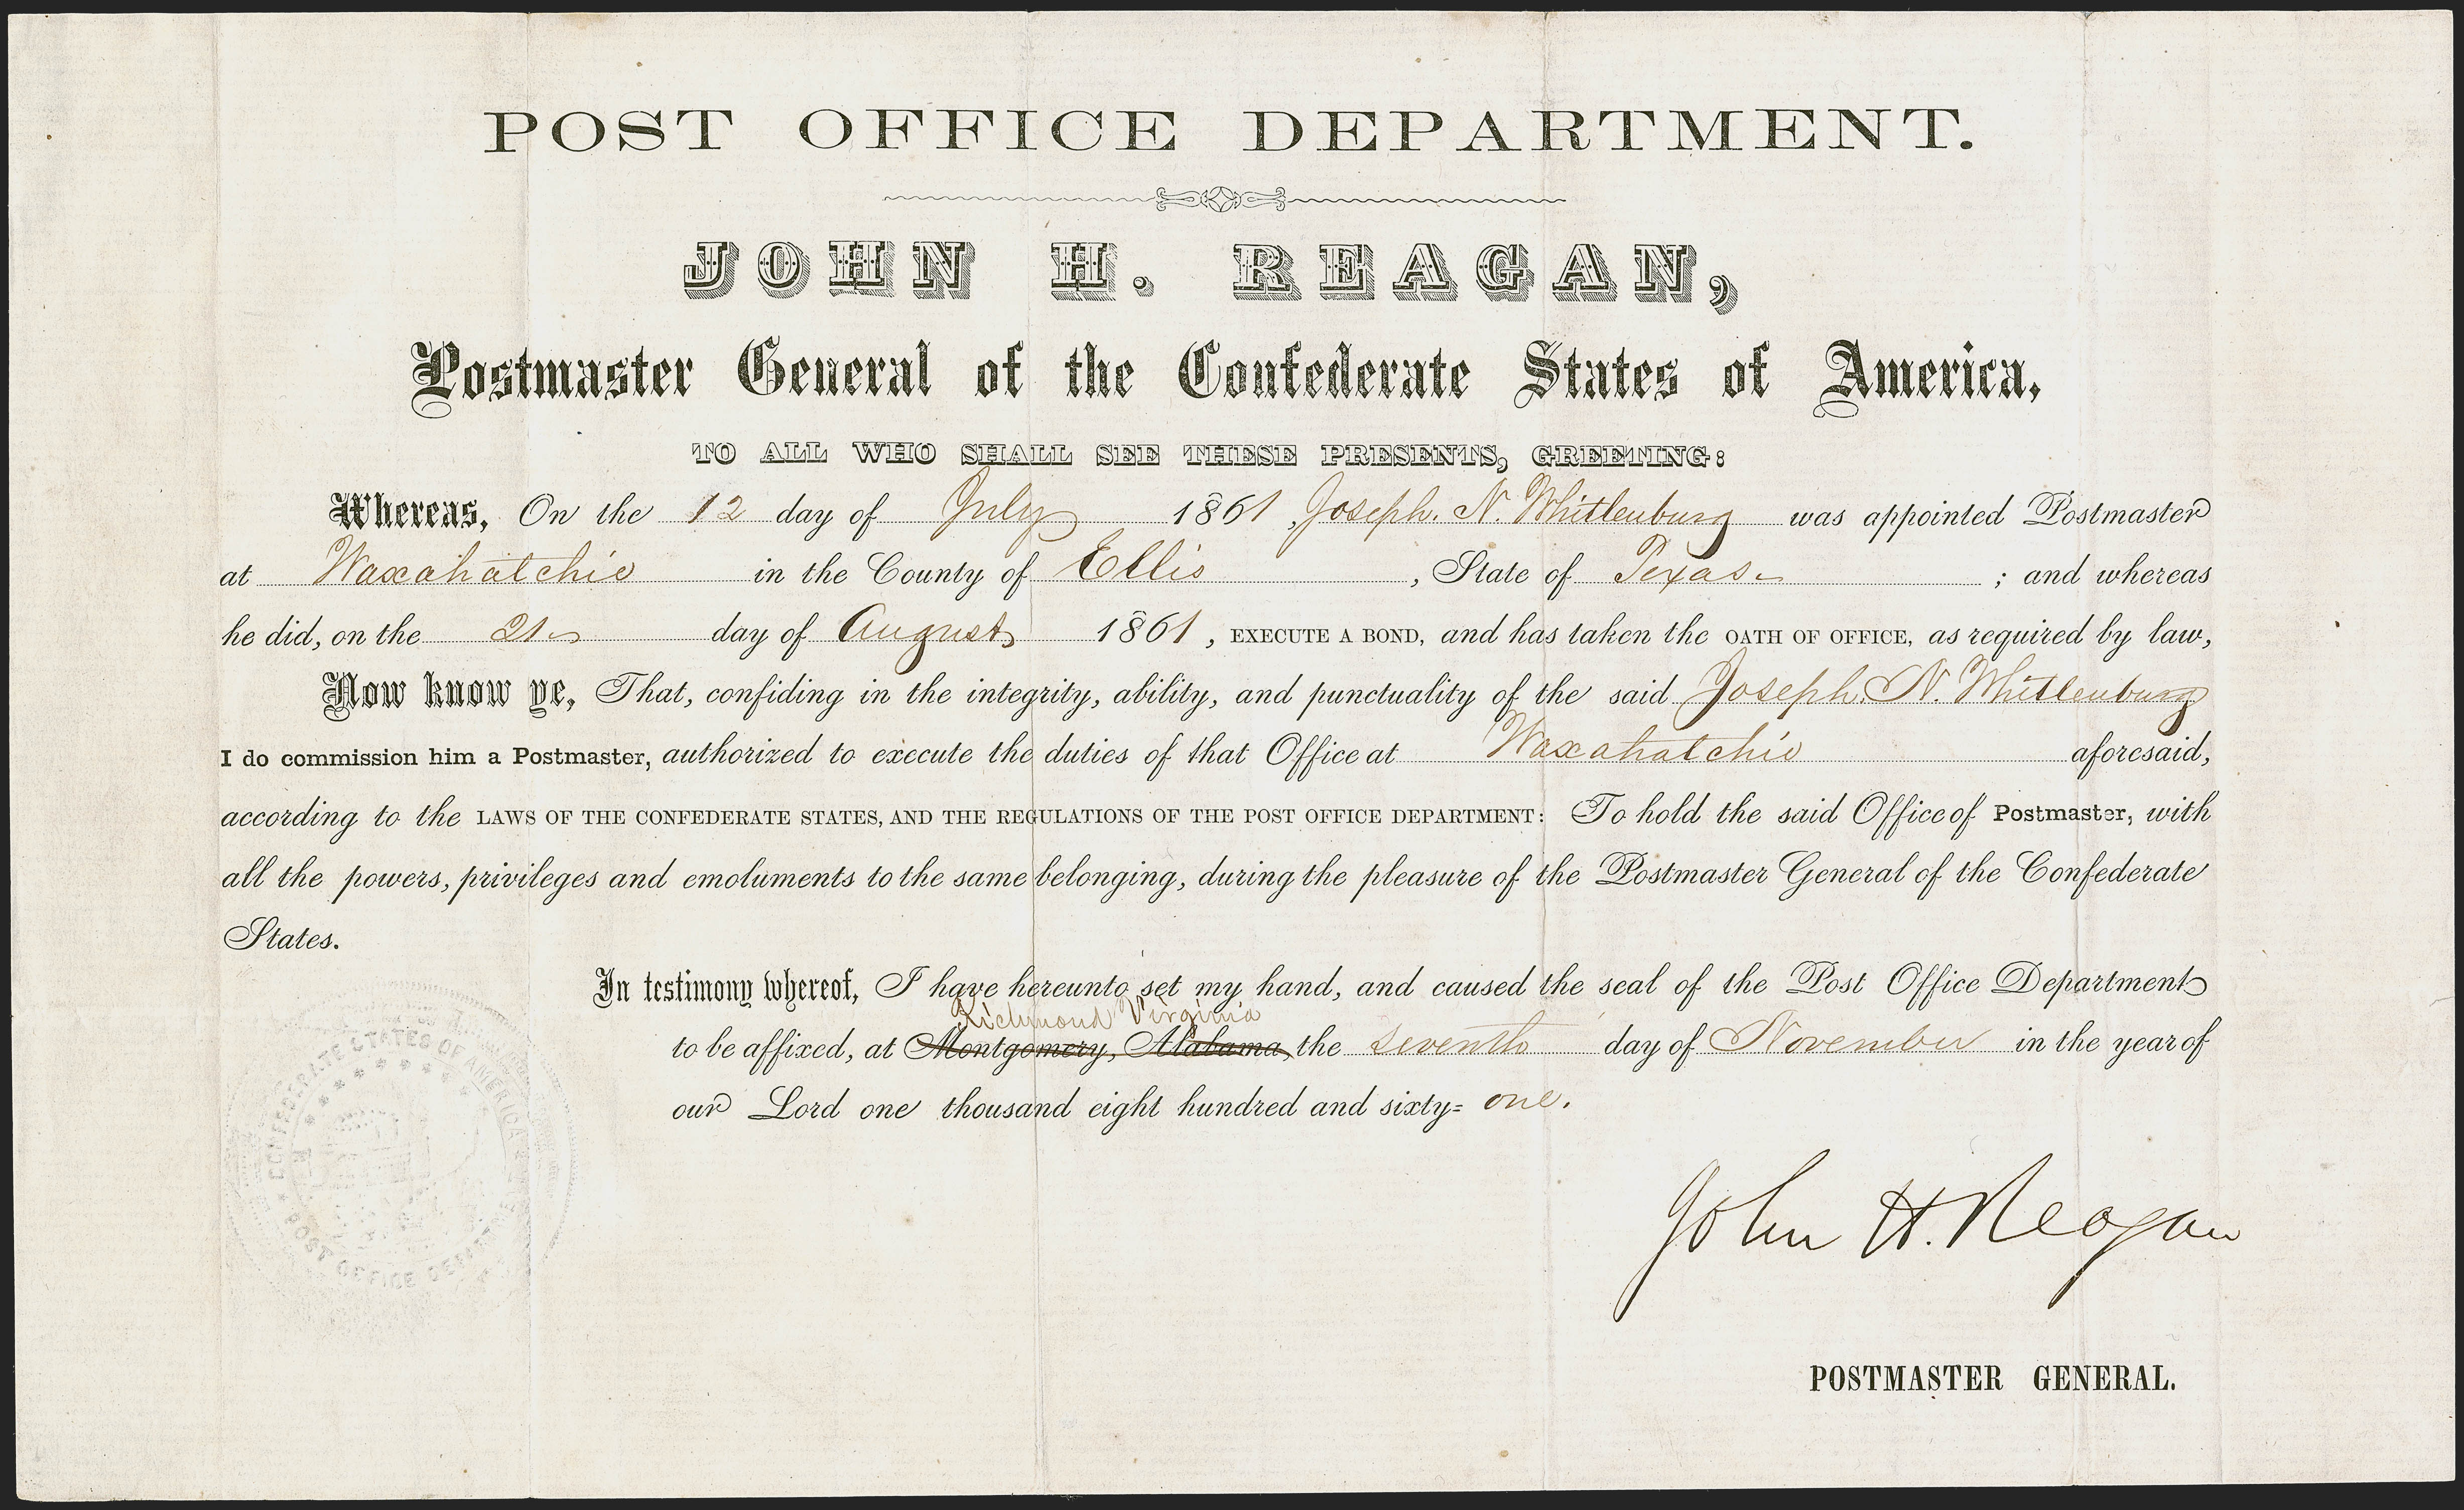 POST OFFICE DEPARTMENT.
JOHN H. REAGAN,
Postmaster General of the Confederate States of America,
TO ALL WHO SHALL SEE THESE PRESENTS, GREETING:
Whereas, On the 12 day of July 1861, Joseph. N. Whittenburg was appointed Postmaster
at Waxahatchie in the County of Ellis, State of Texas; and whereas
he did, on the 21 day of August 1861, EXECUTE A BOND, and has taken the OATH OF OFFICE, as required by law,
Now know ye, That, confiding in the integrity, ability, and punctuality of the said Joseph. N. Whittenburg
I do commission him a Postmaster, authorized to execute the duties of that Office at Waxahatchie aforesaid,
according to the LAWS OF THE CONFEDERATE STATES, AND THE REGULATIONS OF THE POST OFFICE DEPARTMENT: To hold the said Office of Postmaster, with
all the powers, privileges and emoluments to the same belonging, during the pleasure of the Postmaster General of the Confederate
States.
In testimony whereof, I have hereunto set my hand, and caused the seal of the Post Office Department
Richmond Virginia
to be affixed, at Montgomery, Alabama, the seventh day of November in the year of
our Lord one thousand eight hundred and sixty= one.
CONFEDERATE STATES OF AMERICA
POST OFFICE DEPARTMENT
John H. Reagan
POSTMASTER GENERAL.